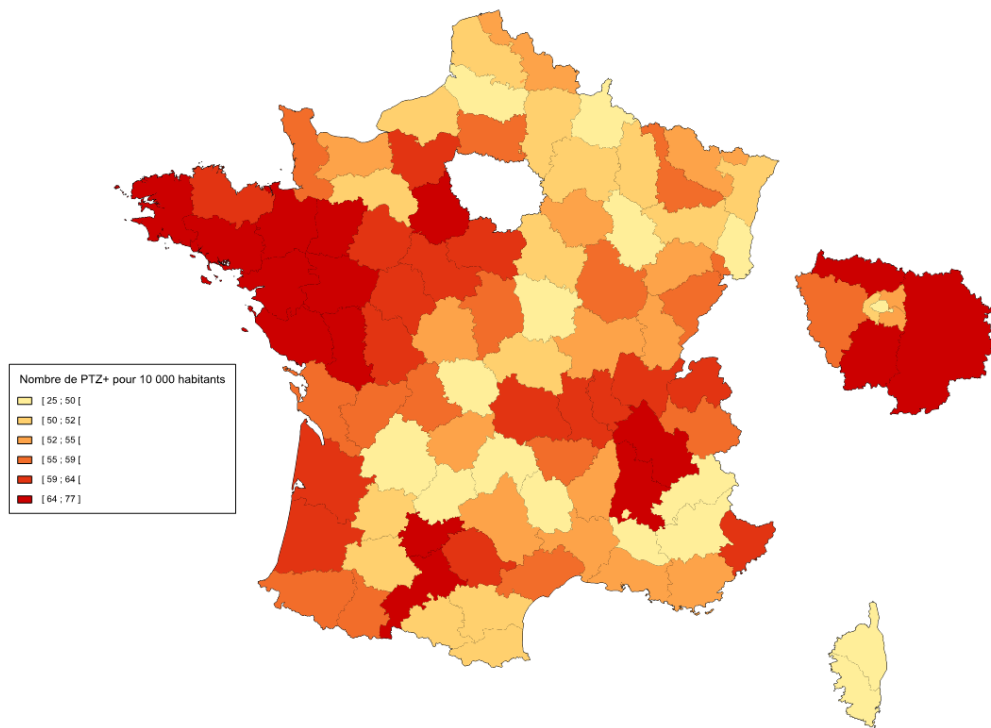 Nombre de PTZ+ pour 10 000 habitants
[ 25 ; 50 [
[ 50 ; 52 [
[ 52 ; 55 [
[ 55 ; 59 [
[ 59 ; 64 [
[ 64 ; 77 [